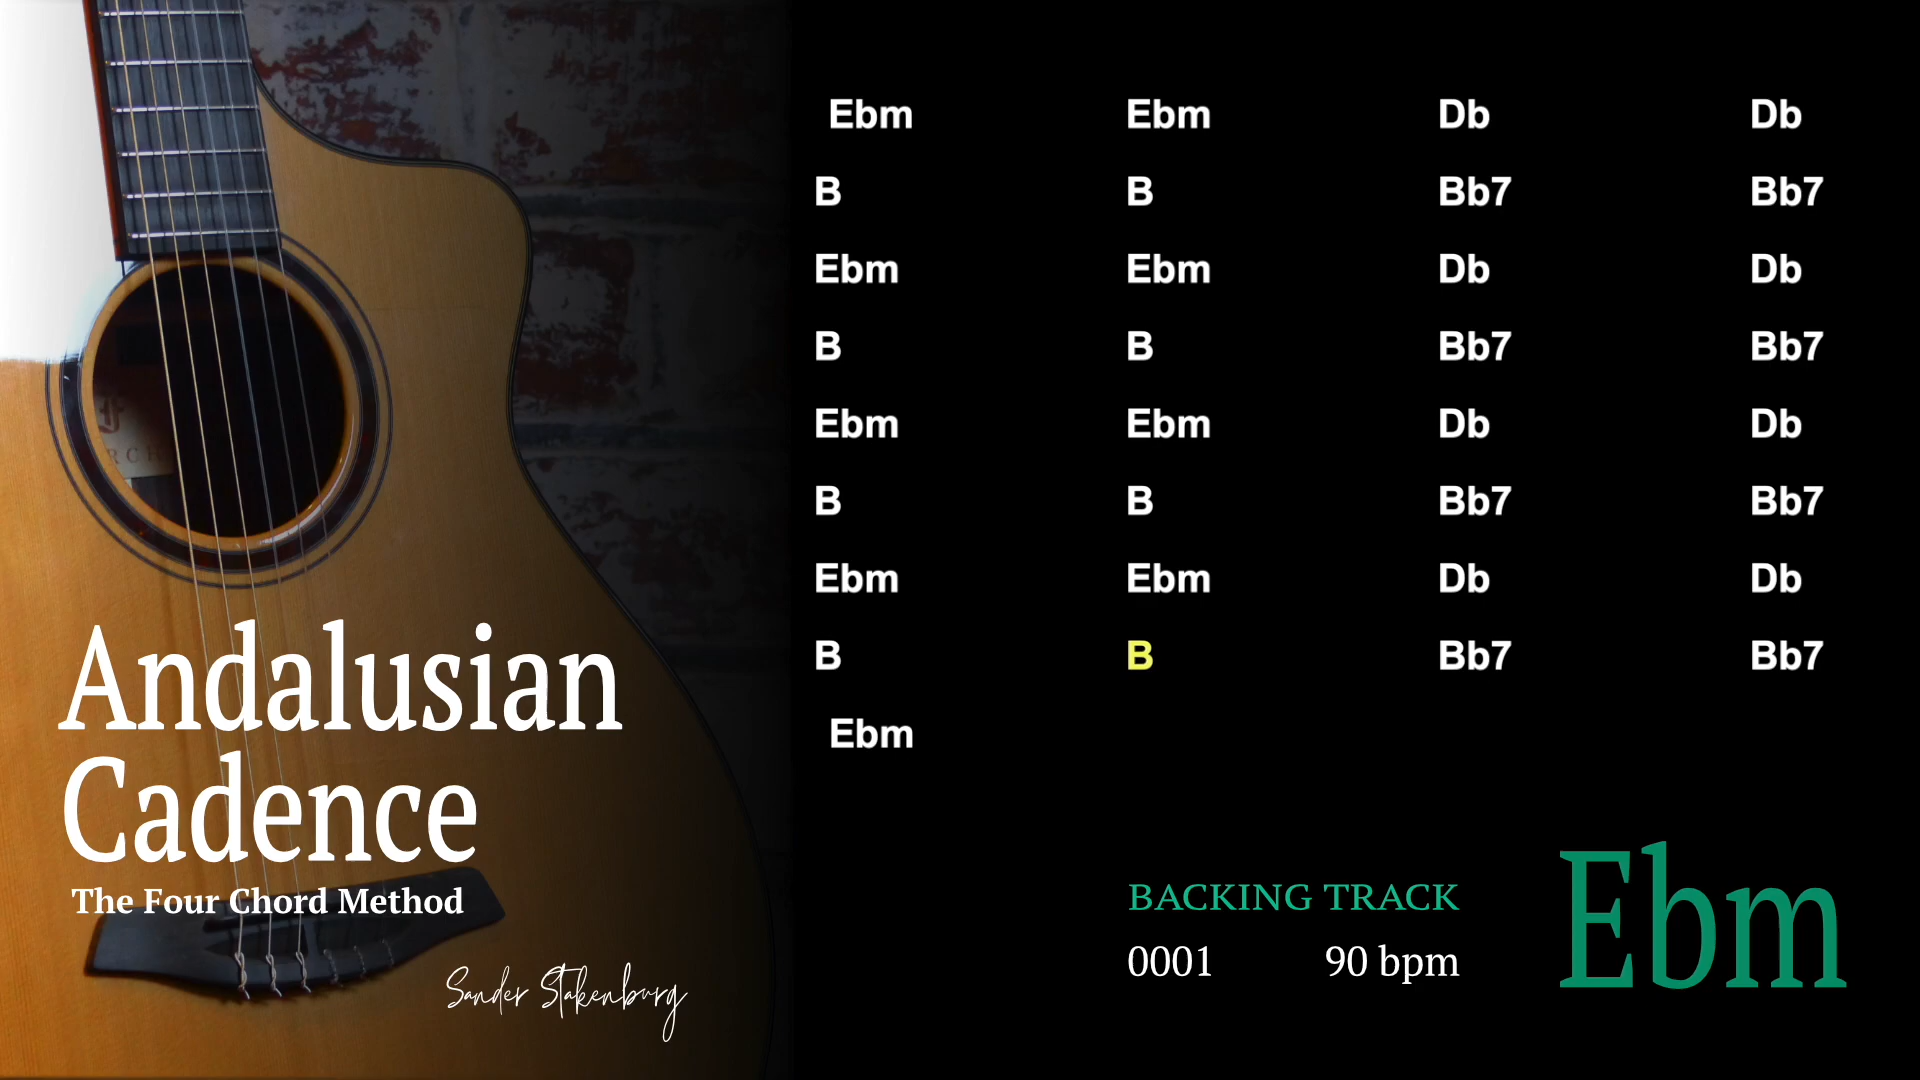 Ebm Ebm Db Db
B B Bb7 Bb7
Ebm Ebm Db Db
B B Bb7 Bb7
Ebm Ebm Db Db
B B Bb7 Bb7
Ebm Ebm Db Db
B B Bb7 Bb7
Ebm
Andalusian
Cadence
The Four Chord Method
Sander Stakenburg
BACKING TRACK
0001 90 bpm
Ebm